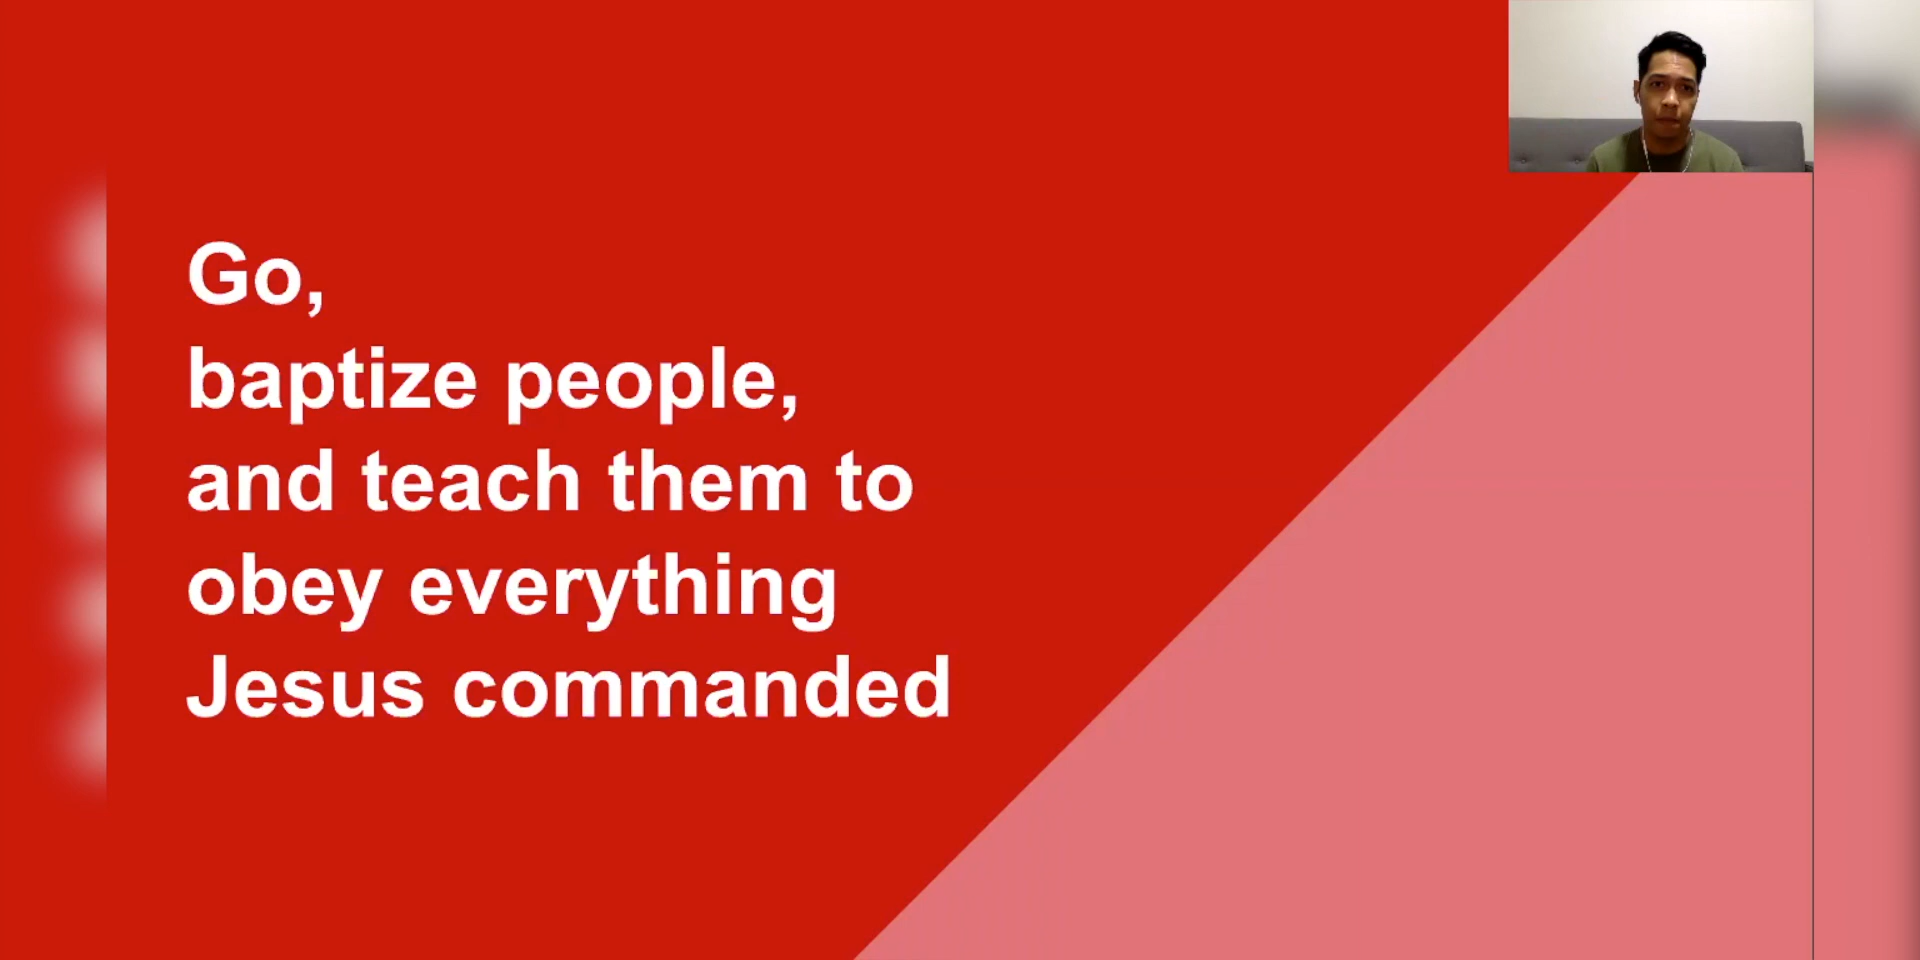 Go,
baptize people,
and teach them to
obey everything
Jesus commanded